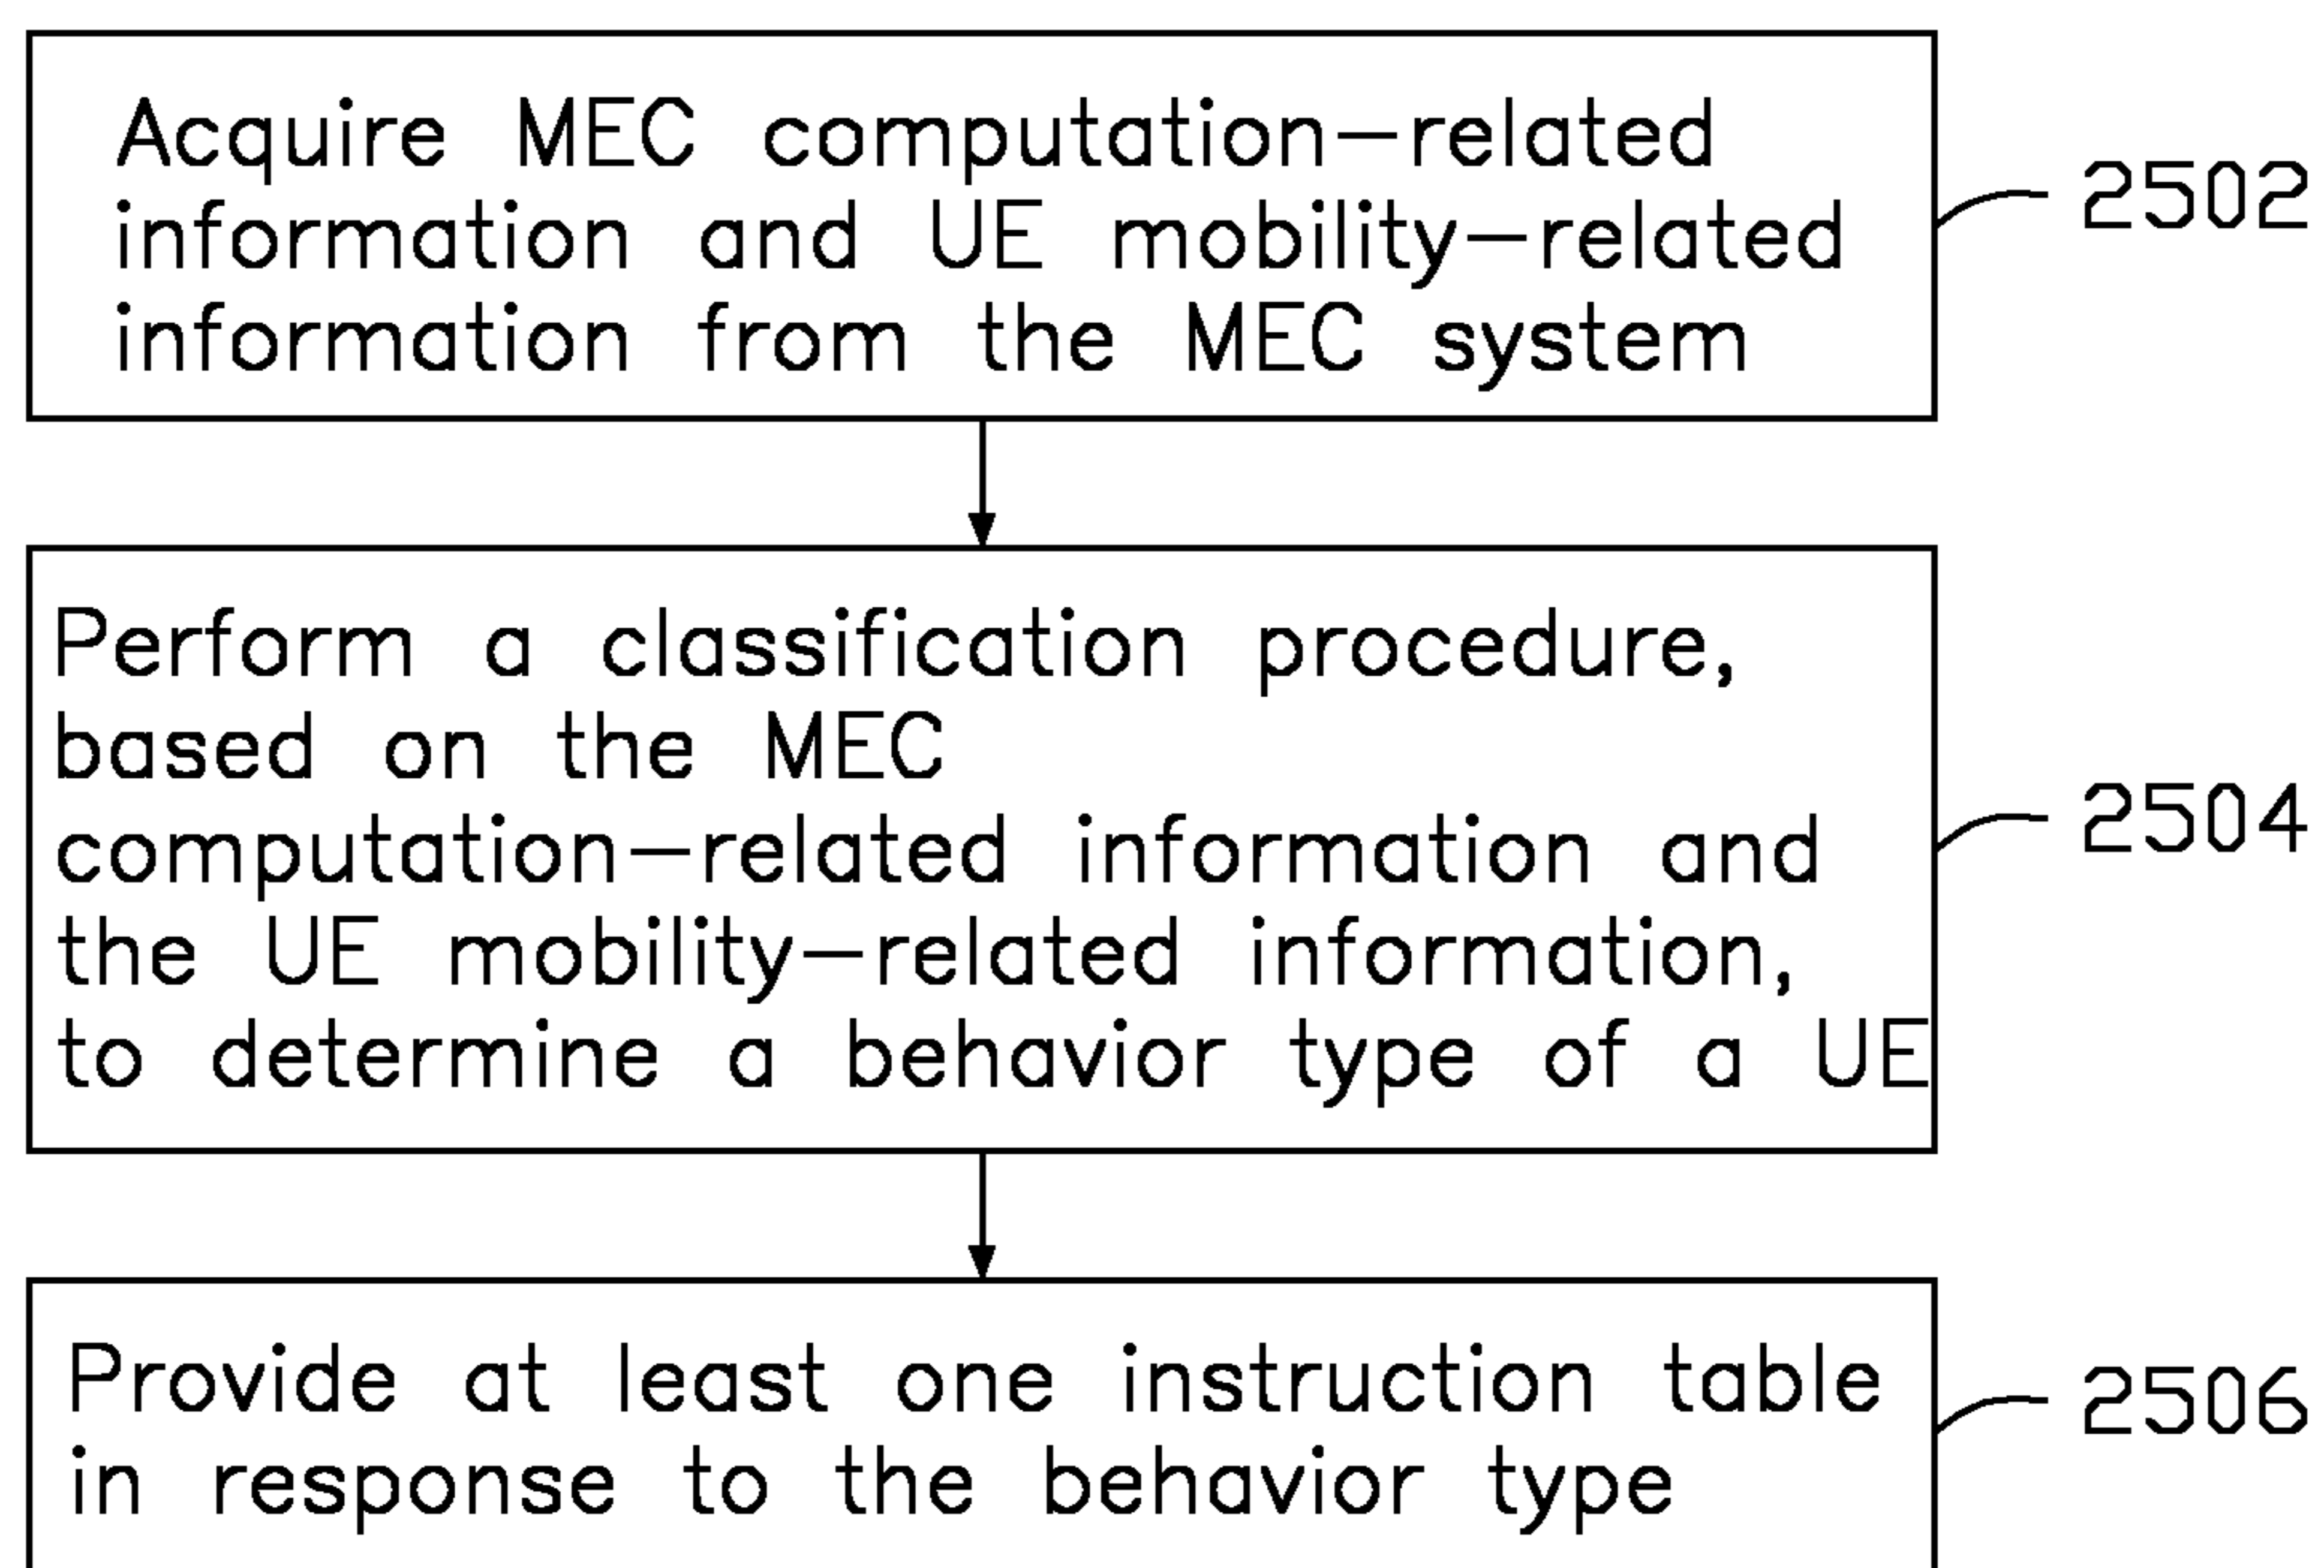 Acquire MEC computation-related
information and UE mobility-related
information from the MEC system
2502
Perform a classification procedure,
based on the MEC
computation-related information and
the UE mobility-related information,
to determine a behavior type of a UE
2504
Provide at least one instruction table
in response to the behavior type
2506